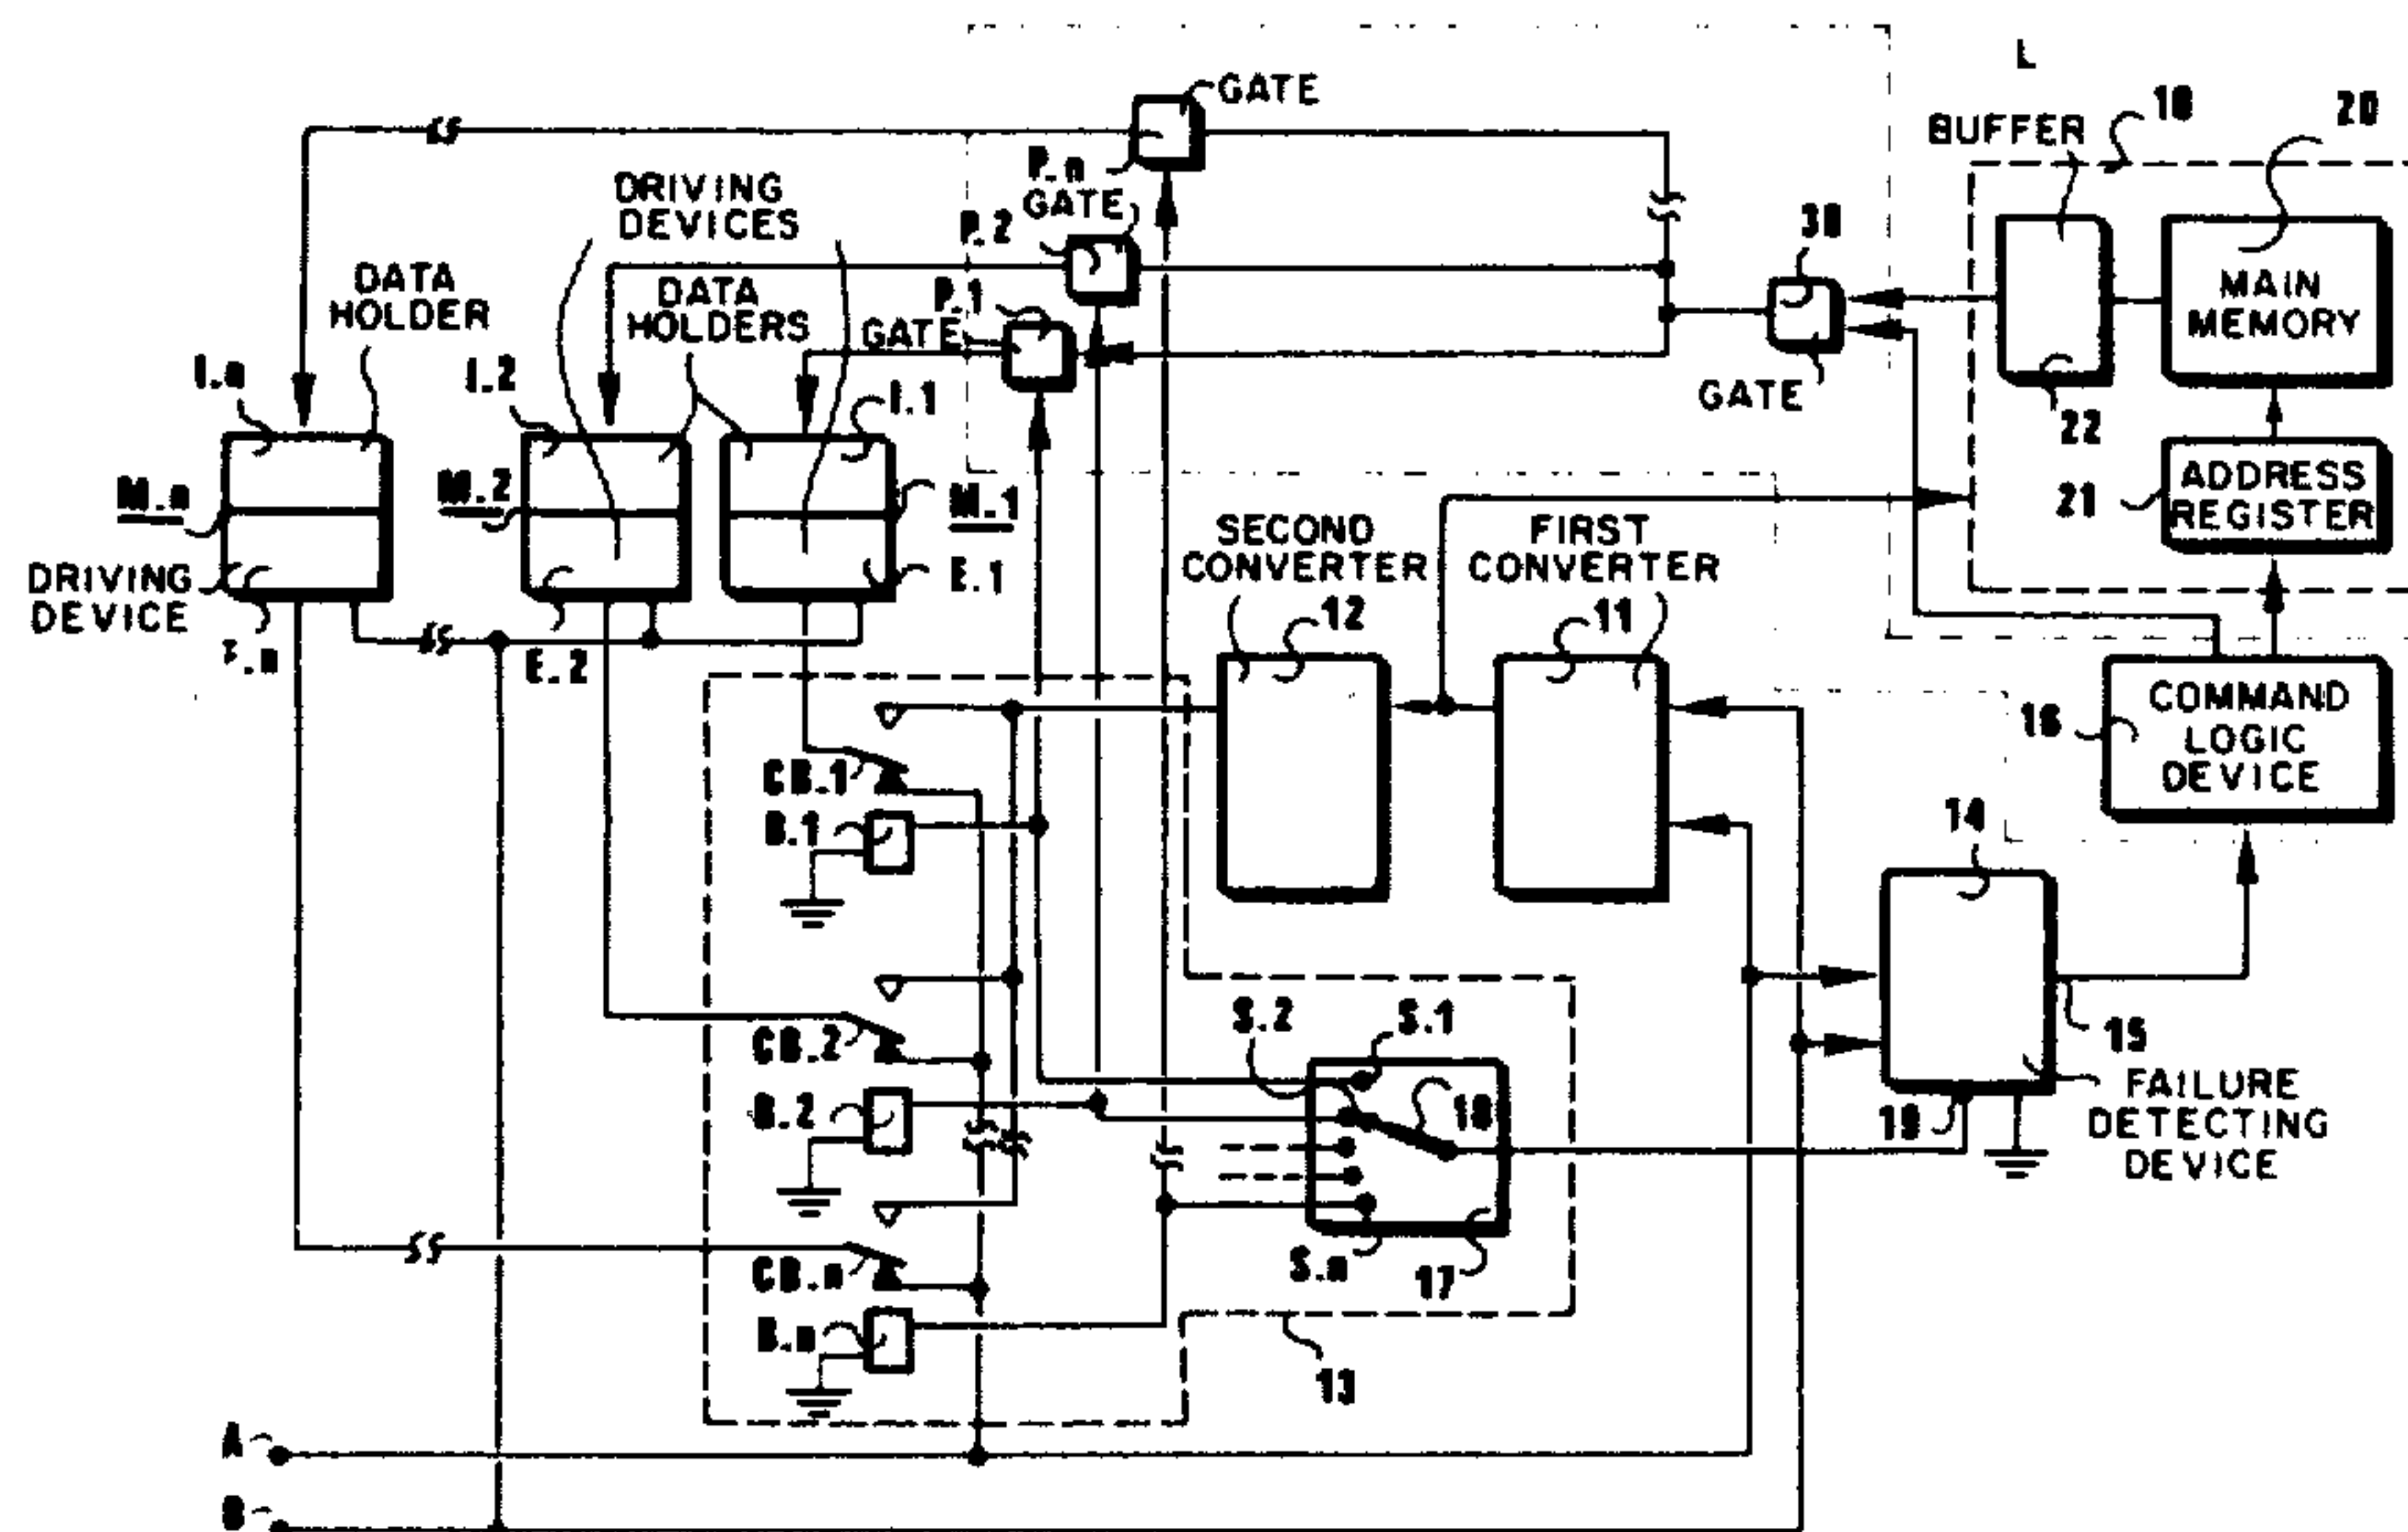 L
GATE
BUFFER
20
P.n
GATE
DRIVING
DEVICES
P.2
30
DATA
HOLDER
DATA
HOLDERS
P.1
GATE
MAIN
MEMORY
I.n
I.2
I.1
GATE
22
M.n
M.2
M.1
ADDRESS
REGISTER
21
SECOND
CONVERTER
FIRST
CONVERTER
DRIVING
DEVICE
E.1
12
11
E.2
COMMAND
LOGIC
DEVICE
16
CB.1
B.1
14
S.2
S.1
CB.2
15
B.2
18
19
FAILURE
DETECTING
DEVICE
CB.n
S.n
17
B.n
13
A
B